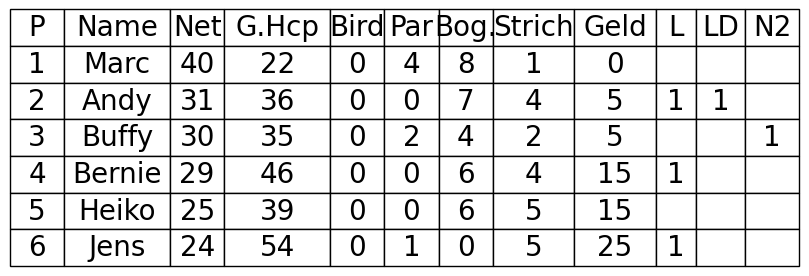 P Name Net G.Hcp Bird Par Bog. Strich Geld L LD N2
1 Marc 40 22 0 4 8 1 0
2 Andy 31 36 0 0 7 4 5 1 1
3 Buffy 30 35 0 2 4 2 5 1
4 Bernie 29 46 0 0 6 4 15 1
5 Heiko 25 39 0 0 6 5 15
6 Jens 24 54 0 1 0 5 25 1